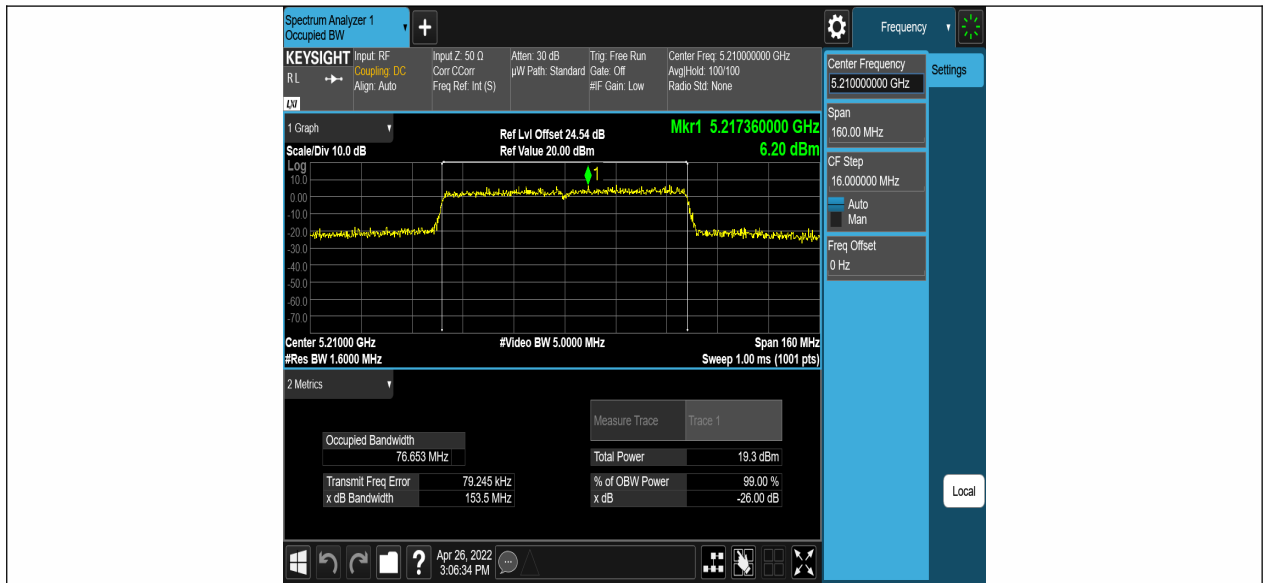 Spectrum Analyzer 1
Occupied BW
+
Frequency
KEYSIGHT
RL
LXI
Input: RF
Coupling: DC
Align: Auto
Input Z: 50 Ω
Corr CCorr
Freq Ref: Int (S)
Atten: 30 dB
µW Path: Standard
Trig: Free Run
Gate: Off
#IF Gain: Low
Center Freq: 5.210000000 GHz
Avg|Hold: 100/100
Radio Std: None
1 Graph
Scale/Div 10.0 dB
Ref Lvl Offset 24.54 dB
Ref Value 20.00 dBm
Mkr1 5.217360000 GHz
6.20 dBm
Log
1
10.0
0.00
-10.0
-20.0
-30.0
-40.0
-50.0
-60.0
-70.0
Center 5.21000 GHz
#Res BW 1.6000 MHz
#Video BW 5.0000 MHz
Span 160 MHz
Sweep 1.00 ms (1001 pts)
2 Metrics
Measure Trace Trace 1
Occupied Bandwidth
76.653 MHz
Total Power 19.3 dBm
Transmit Freq Error 79.245 kHz
x dB Bandwidth 153.5 MHz
% of OBW Power 99.00 %
x dB -26.00 dB
Center Frequency
5.210000000 GHz
Span
160.00 MHz
CF Step
16.000000 MHz
Auto
Man
Freq Offset
0 Hz
Settings
Local
?
Apr 26, 2022
3:06:34 PM